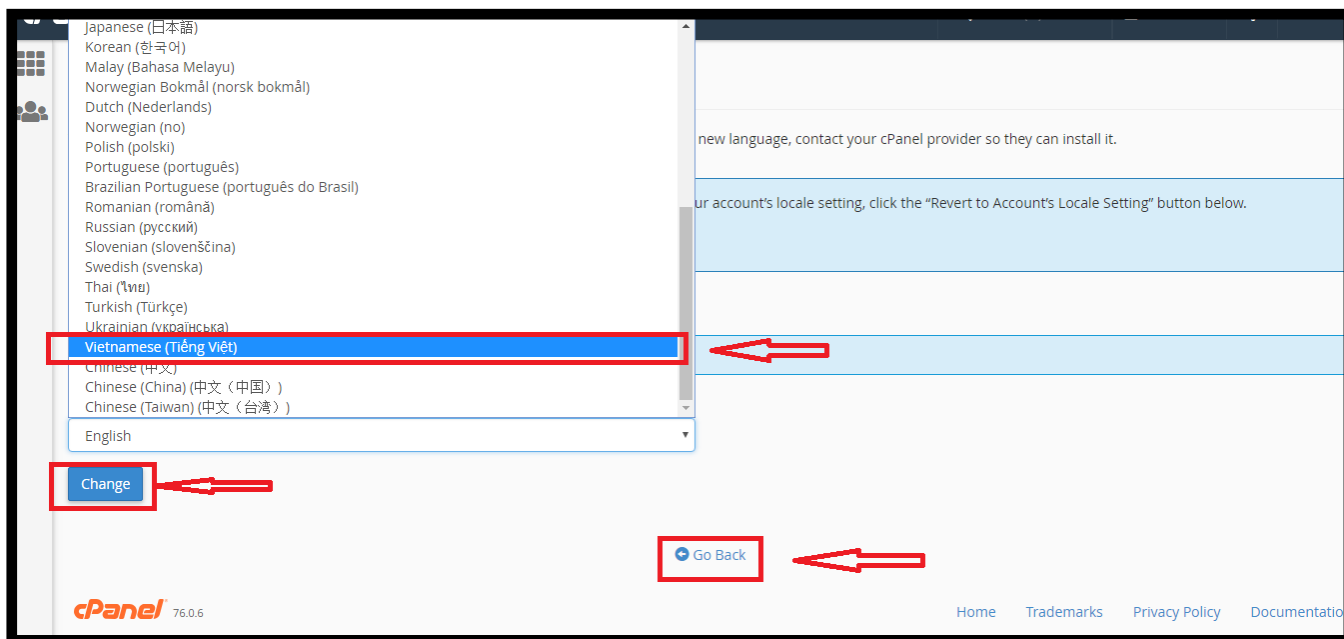 Japanese (日本語)
Korean (한국어)
Malay (Bahasa Melayu)
Norwegian Bokmål (norsk bokmål)
Dutch (Nederlands)
Norwegian (no)
Polish (polski)
Portuguese (português)
Brazilian Portuguese (português do Brasil)
Romanian (română)
Russian (русский)
Slovenian (slovenščina)
Swedish (svenska)
Thai (ไทย)
Turkish (Türkçe)
Ukrainian (українська)
Vietnamese (Tiếng Việt)
Chinese (中文)
Chinese (China) (中文（中国）)
Chinese (Taiwan) (中文（台湾）)
new language, contact your cPanel provider so they can install it.
ur account's locale setting, click the “Revert to Account's Locale Setting” button below.
English
Change
Go Back
cPanel 76.0.6
Home Trademarks Privacy Policy Documentatio